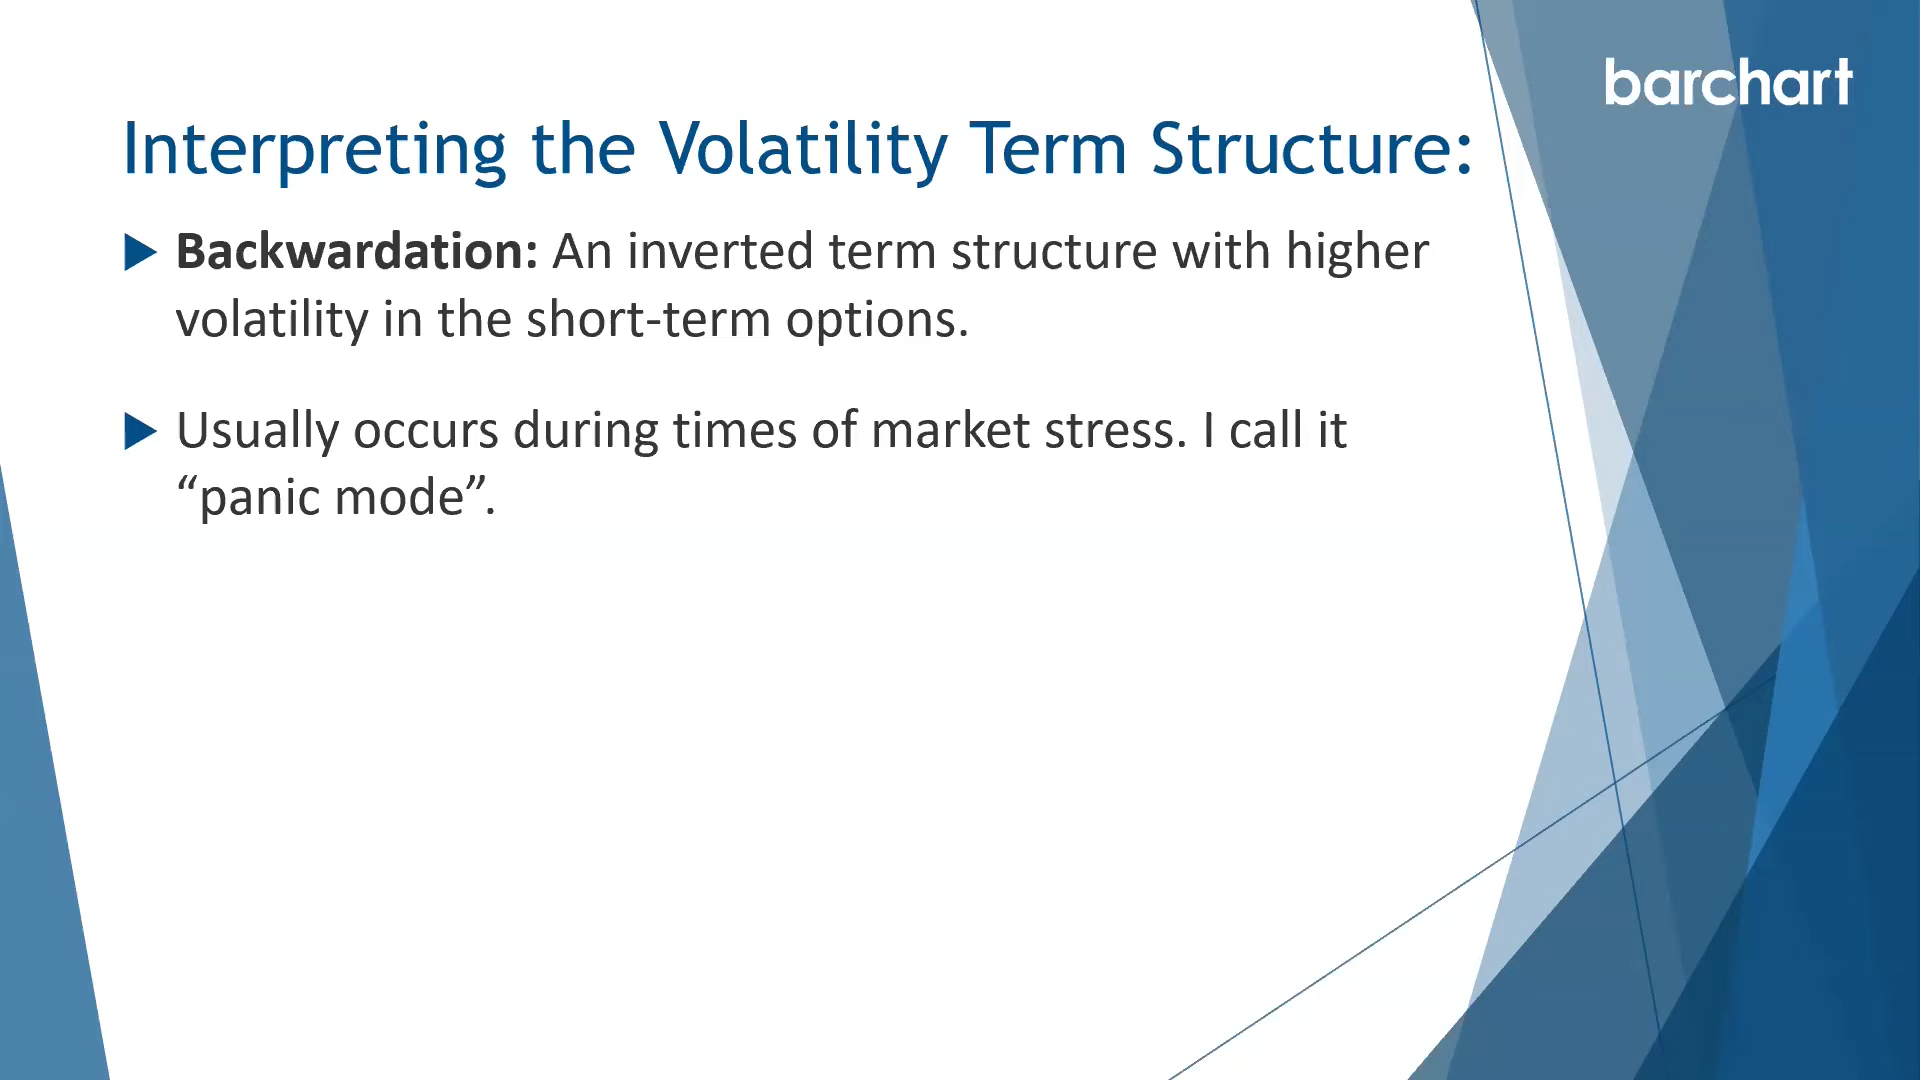 barchart
Interpreting the Volatility Term Structure:
Backwardation: An inverted term structure with higher
volatility in the short-term options.
Usually occurs during times of market stress. I call it
“panic mode”.